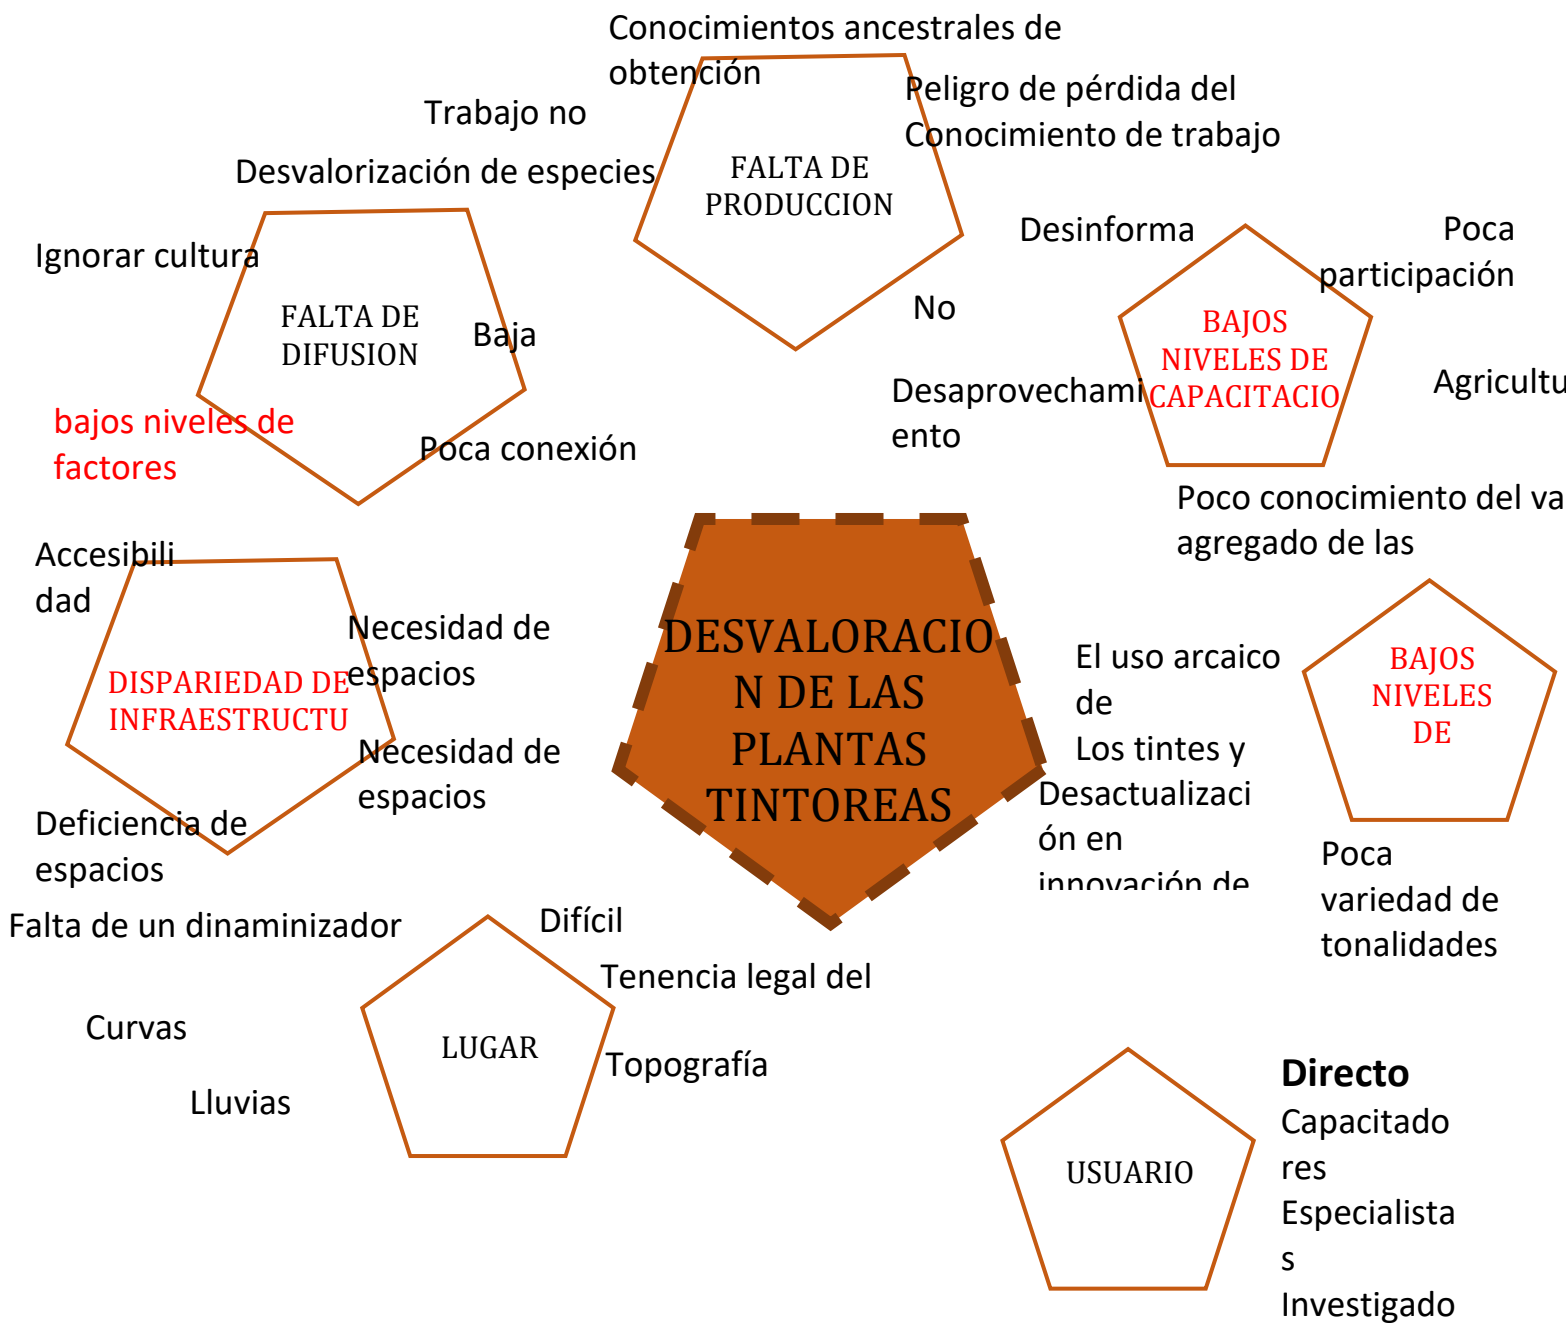 Conocimientos ancestrales de
obtención
Peligro de pérdida del
Conocimiento de trabajo
Trabajo no
Desvalorización de especies
FALTA DE
PRODUCCION
No
Ignorar cultura
FALTA DE
DIFUSION
Baja
bajos niveles de
factores
Poca conexión
Desinforma
Poca
participación
BAJOS
NIVELES DE
CAPACITACIO
Desaprovechami
ento
Agricultu
Poco conocimiento del va
agregado de las
Accesibili
dad
Necesidad de
espacios
DISPARIEDAD DE
INFRAESTRUCTU
Necesidad de
espacios
Deficiencia de
espacios
DESVALORACIO
N DE LAS
PLANTAS
TINTOREAS
El uso arcaico
de
Los tintes y
Desactualizaci
ón en
innovación de
BAJOS
NIVELES
DE
Poca
variedad de
tonalidades
Falta de un dinaminizador
Difícil
Tenencia legal del
Curvas
LUGAR
Topografía
Lluvias
USUARIO
Directo
Capacitado
res
Especialista
s
Investigado